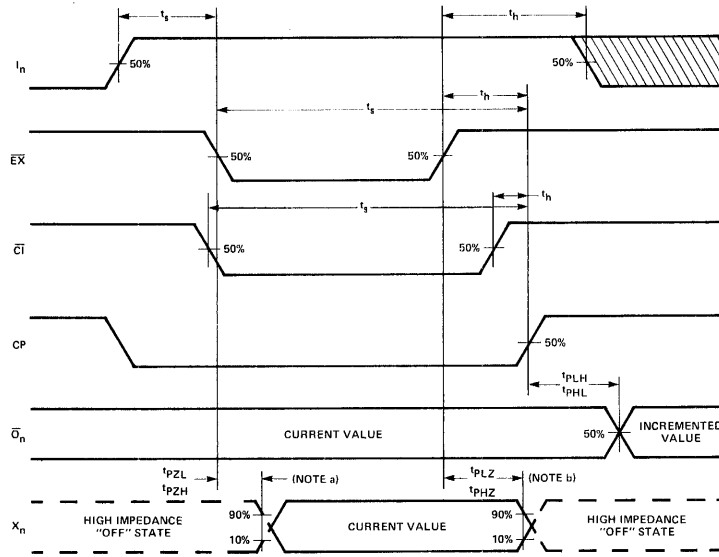 ts
th
In
50%
50%
th
ts
EX
50%
50%
th
ts
CI
50%
50%
CP
50%
tPLH
tPHL
On
CURRENT VALUE
50%
INCREMENTED
VALUE
tPZL
tPZH
(NOTE a)
tPLZ
tPHZ
(NOTE b)
Xn
HIGH IMPEDANCE
"OFF" STATE
90%
10%
CURRENT VALUE
90%
10%
HIGH IMPEDANCE
"OFF" STATE